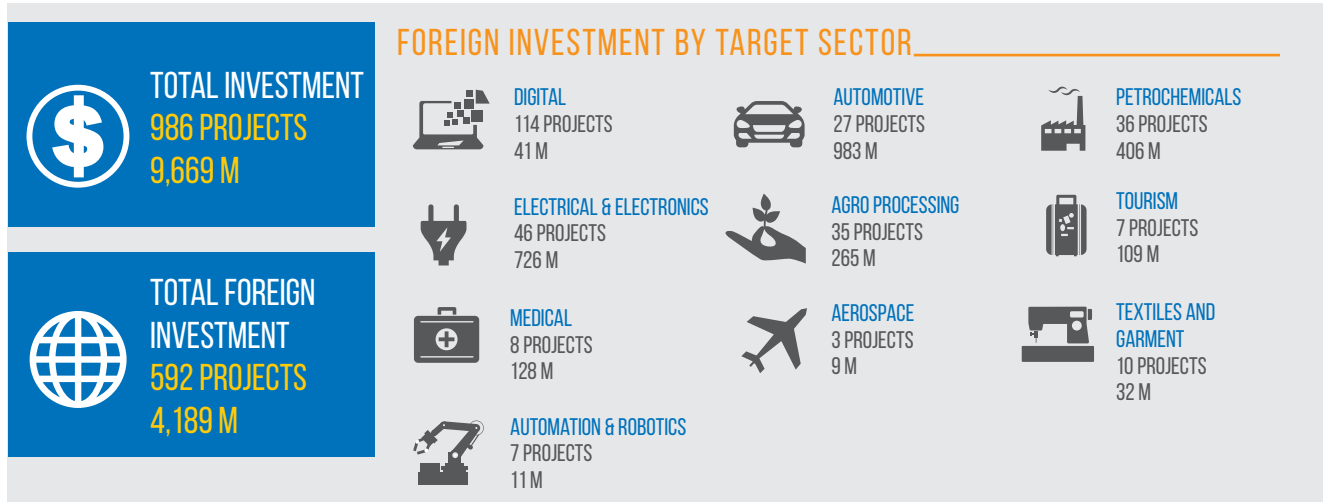 TOTAL INVESTMENT
986 PROJECTS
9,669 M
TOTAL FOREIGN
INVESTMENT
592 PROJECTS
4,189 M
FOREIGN INVESTMENT BY TARGET SECTOR
DIGITAL
114 PROJECTS
41 M
AUTOMOTIVE
27 PROJECTS
983 M
PETROCHEMICALS
36 PROJECTS
406 M
ELECTRICAL & ELECTRONICS
46 PROJECTS
726 M
AGRO PROCESSING
35 PROJECTS
265 M
TOURISM
7 PROJECTS
109 M
MEDICAL
8 PROJECTS
128 M
AEROSPACE
3 PROJECTS
9 M
TEXTILES AND
GARMENT
10 PROJECTS
32 M
AUTOMATION & ROBOTICS
7 PROJECTS
11 M